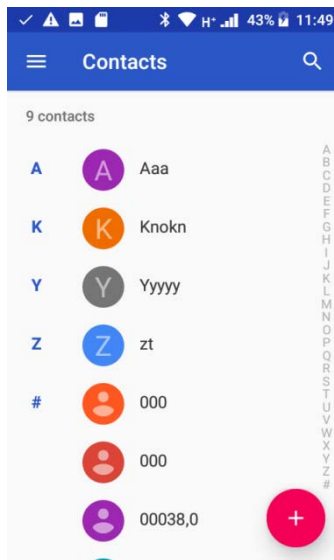 H+ 43% 11:49
Contacts
9 contacts
A A Aaa
K K Knokn
Y Y Yyyyy
Z Z zt
# 000
000
00038,0
A
B
C
D
E
F
G
H
I
J
K
L
M
N
O
P
Q
R
S
T
U
V
W
X
Y
Z
#